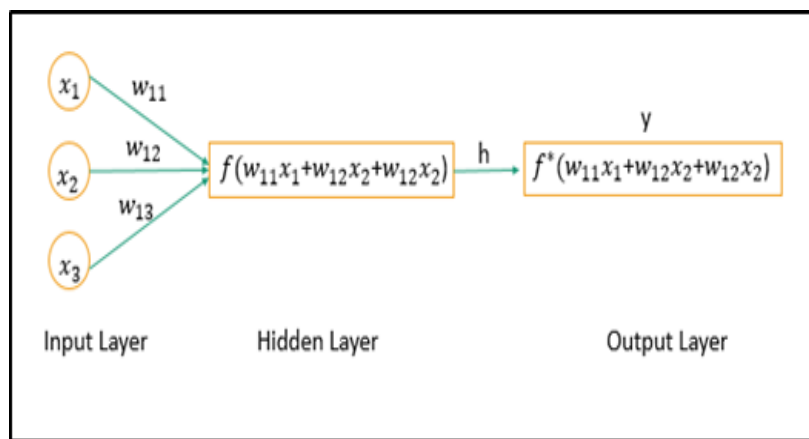 x₁
w₁₁
x₂
w₁₂
f(w₁₁x₁+w₁₂x₂+w₁₂x₂)
h
y
f*(w₁₁x₁+w₁₂x₂+w₁₂x₂)
w₁₃
x₃
Input Layer
Hidden Layer
Output Layer